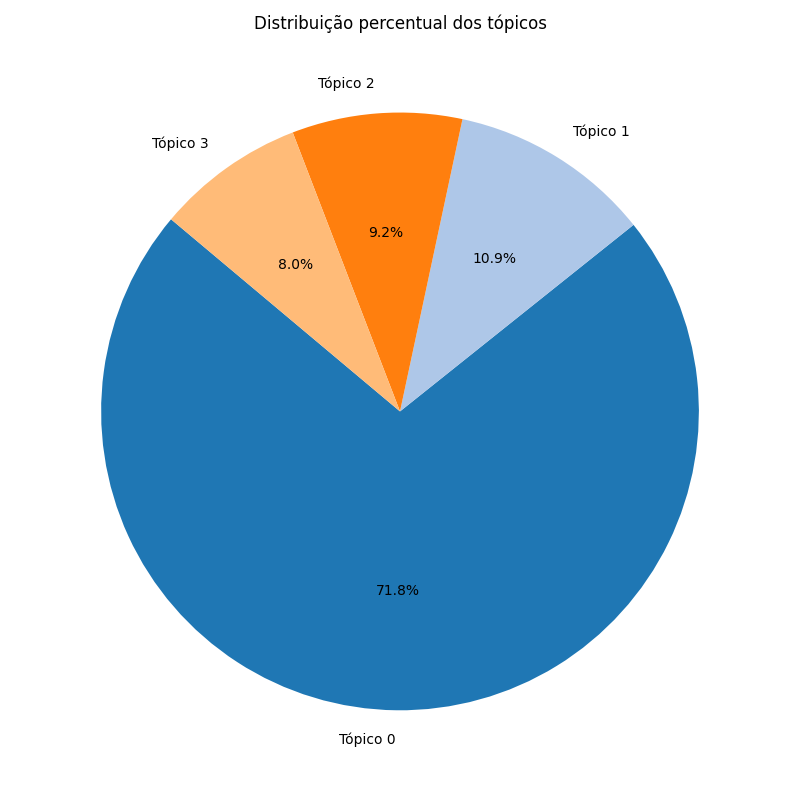 Distribuição percentual dos tópicos
Tópico 2
Tópico 1
Tópico 3
9.2%
10.9%
8.0%
71.8%
Tópico 0